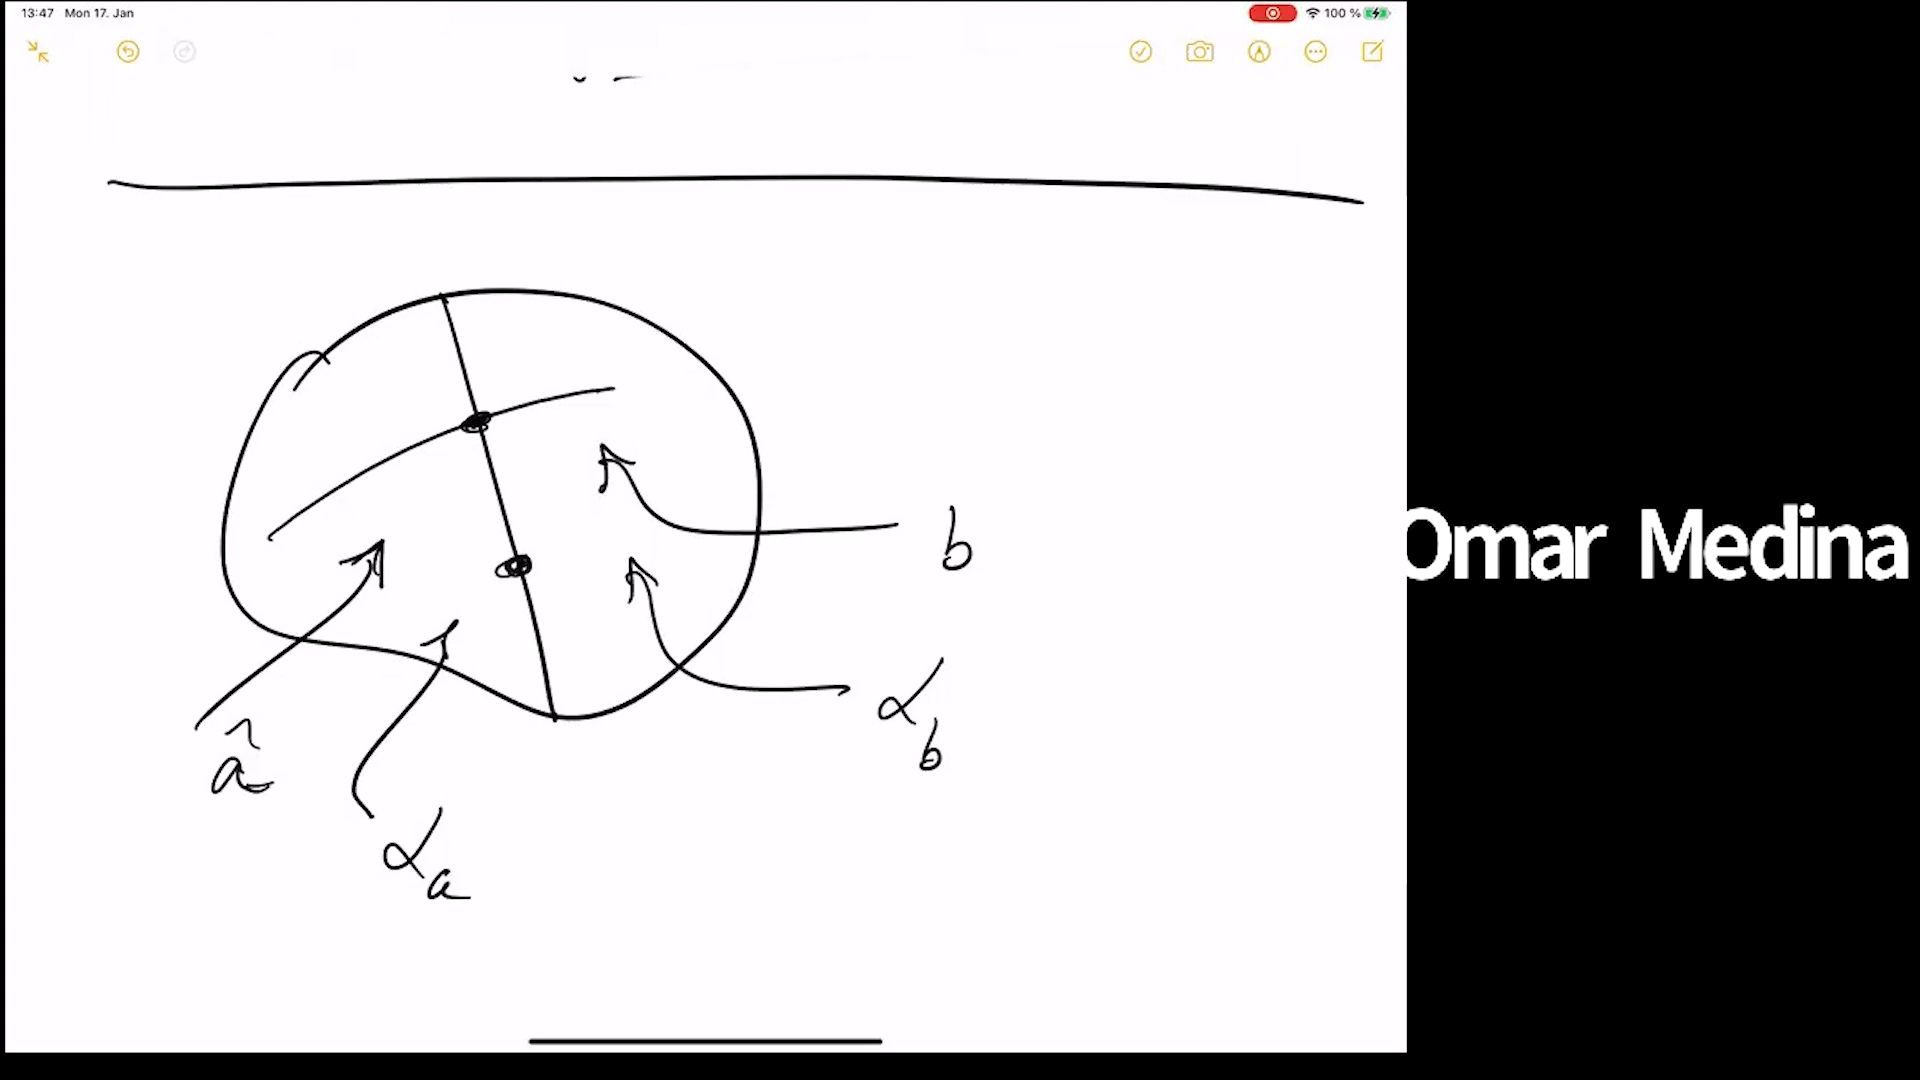 13:47 Mon 17. Jan 100 %
b
Omar Medina
α_b
â
α_a